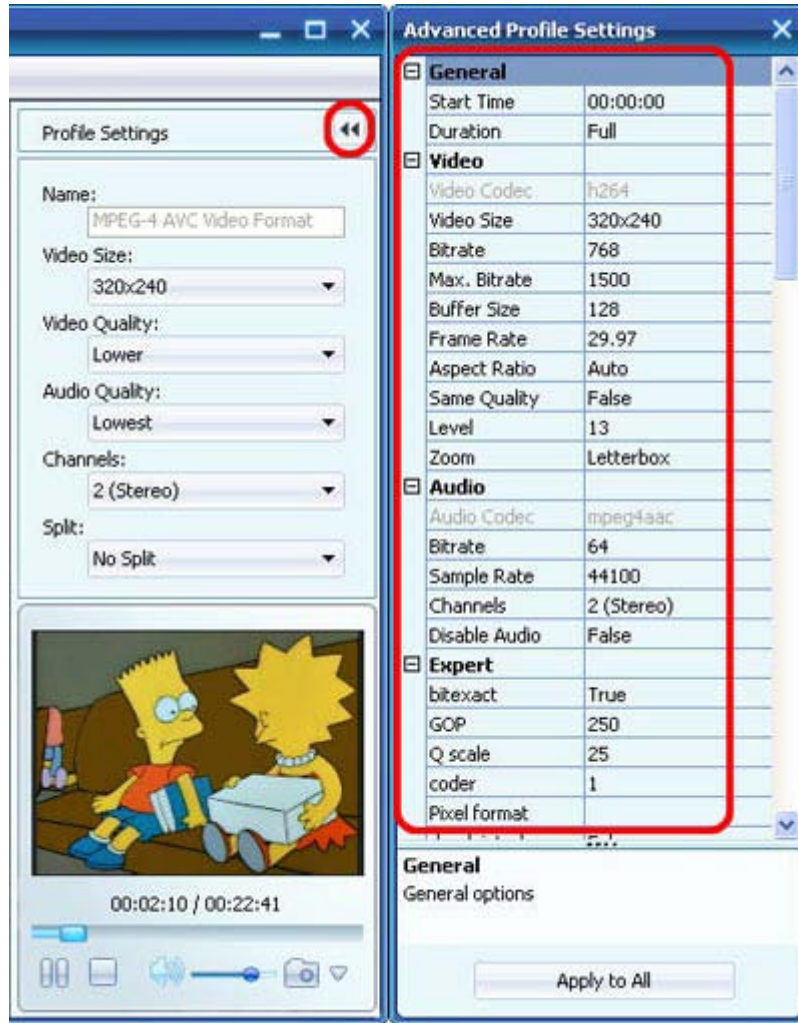 Profile Settings
Name:
MPEG-4 AVC Video Format
Video Size:
320x240
Video Quality:
Lower
Audio Quality:
Lowest
Channels:
2 (Stereo)
Split:
No Split
00:02:10 / 00:22:41
Advanced Profile Settings
General
Start Time 00:00:00
Duration Full
Video
Video Codec h264
Video Size 320x240
Bitrate 768
Max. Bitrate 1500
Buffer Size 128
Frame Rate 29.97
Aspect Ratio Auto
Same Quality False
Level 13
Zoom Letterbox
Audio
Audio Codec mpeg4aac
Bitrate 64
Sample Rate 44100
Channels 2 (Stereo)
Disable Audio False
Expert
bitexact True
GOP 250
Q scale 25
coder 1
Pixel format
General
General options
Apply to All